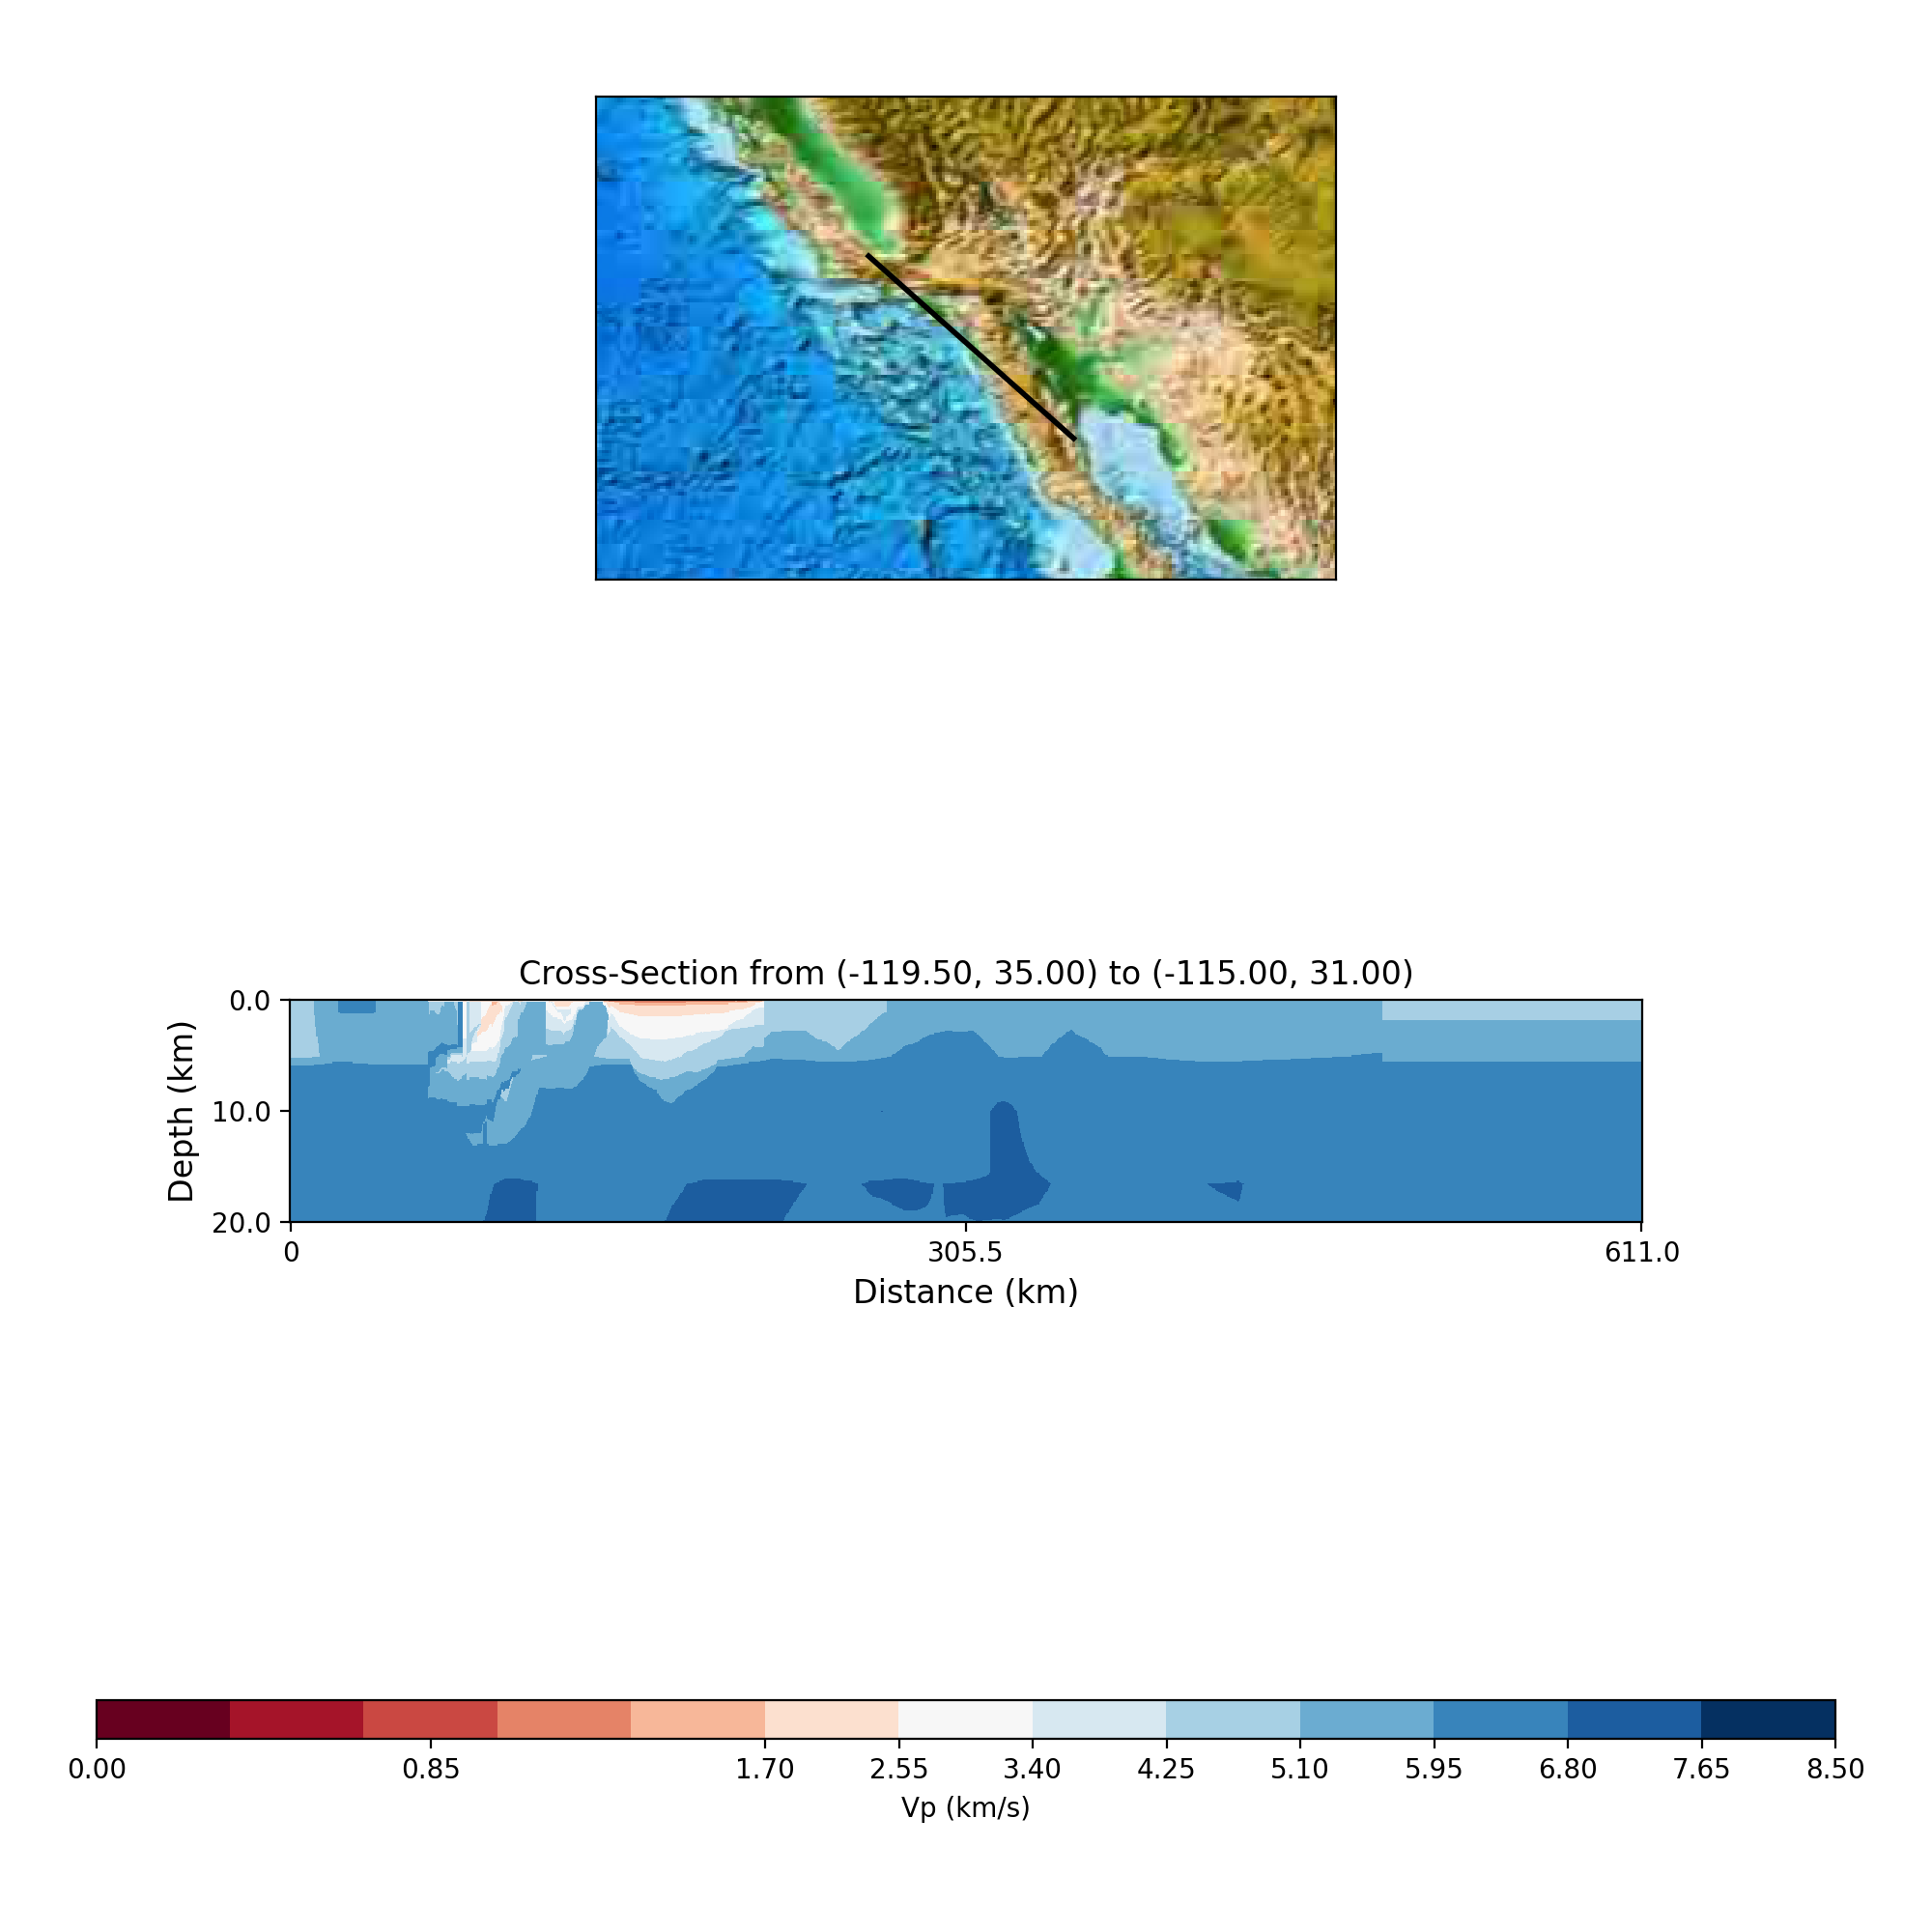 Cross-Section from (-119.50, 35.00) to (-115.00, 31.00)
0.0
10.0
20.0
Depth (km)
0 305.5 611.0
Distance (km)
0.00 0.85 1.70 2.55 3.40 4.25 5.10 5.95 6.80 7.65 8.50
Vp (km/s)